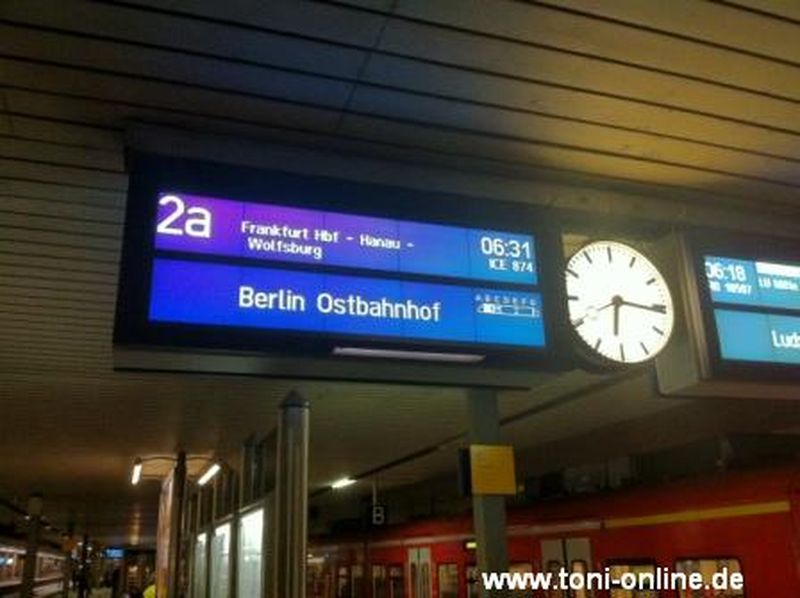 2a
Frankfurt Hbf - Hanau -
Wolfsburg
06:31
ICE 874
Berlin Ostbahnhof
A B C D E F G
06:18
B
www.toni-online.de